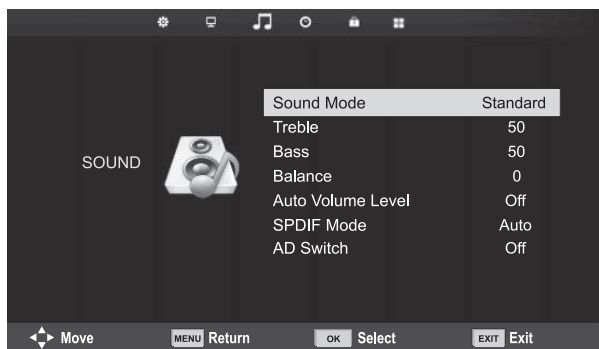 SOUND
Sound Mode Standard
Treble 50
Bass 50
Balance 0
Auto Volume Level Off
SPDIF Mode Auto
AD Switch Off
Move MENU Return OK Select EXIT Exit